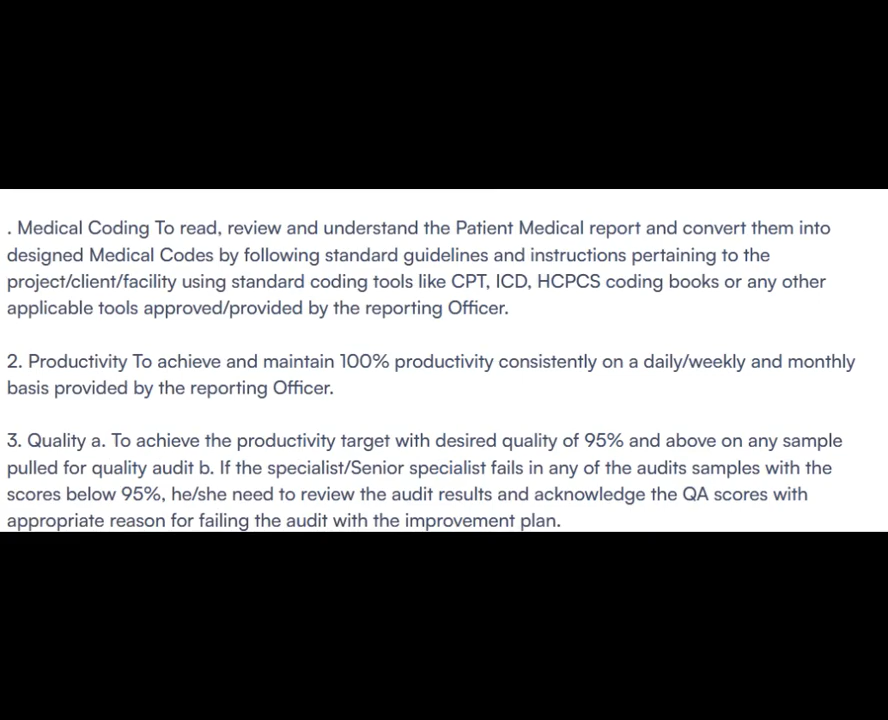 . Medical Coding To read, review and understand the Patient Medical report and convert them into
designed Medical Codes by following standard guidelines and instructions pertaining to the
project/client/facility using standard coding tools like CPT, ICD, HCPCS coding books or any other
applicable tools approved/provided by the reporting Officer.
2. Productivity To achieve and maintain 100% productivity consistently on a daily/weekly and monthly
basis provided by the reporting Officer.
3. Quality a. To achieve the productivity target with desired quality of 95% and above on any sample
pulled for quality audit b. If the specialist/Senior specialist fails in any of the audits samples with the
scores below 95%, he/she need to review the audit results and acknowledge the QA scores with
appropriate reason for failing the audit with the improvement plan.